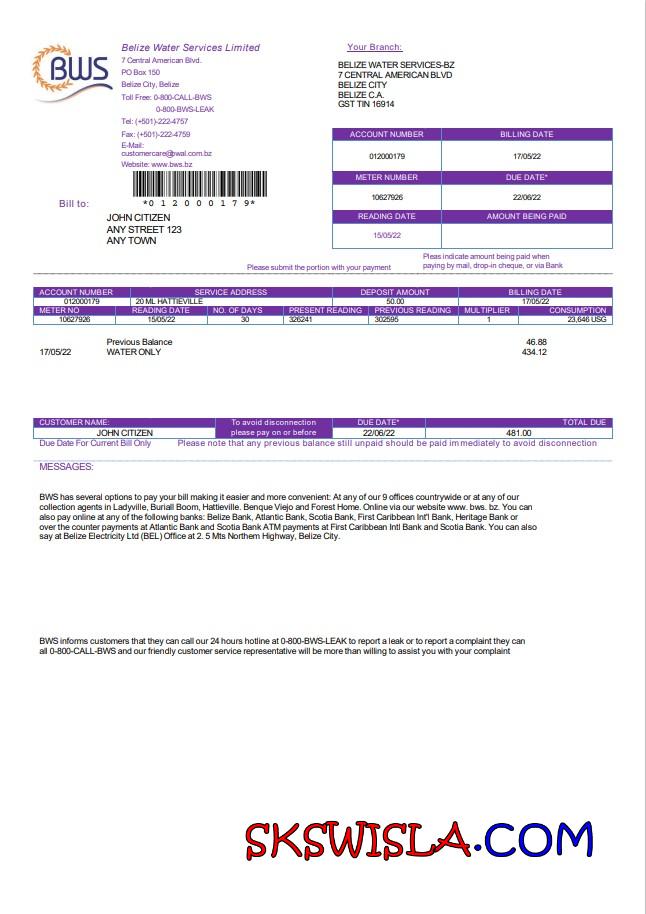 BWS
Belize Water Services Limited
7 Central American Blvd.
PO Box 150
Belize City, Belize
Toll Free: 0-800-CALL-BWS
0-800-BWS-LEAK
Tel: (+501)-222-4757
Fax: (+501)-222-4759
E-Mail:
customercare@bwal.com.bz
Website: www.bws.bz
*012000179*
Bill to:
JOHN CITIZEN
ANY STREET 123
ANY TOWN
Your Branch:
BELIZE WATER SERVICES-BZ
7 CENTRAL AMERICAN BLVD
BELIZE CITY
BELIZE C.A.
GST TIN 16914
ACCOUNT NUMBER BILLING DATE
012000179 17/05/22
METER NUMBER DUE DATE*
10627926 22/06/22
READING DATE AMOUNT BEING PAID
15/05/22
Pleas indicate amount being paid when
paying by mail, drop-in cheque, or via Bank
Please submit the portion with your payment
ACCOUNT NUMBER SERVICE ADDRESS DEPOSIT AMOUNT BILLING DATE
012000179 20 ML HATTIEVILLE 50.00 17/05/22
METER NO READING DATE NO. OF DAYS PRESENT READING PREVIOUS READING MULTIPLIER CONSUMPTION
10627926 15/05/22 30 326241 302595 1 23,646 USG
Previous Balance 46.88
17/05/22 WATER ONLY 434.12
CUSTOMER NAME: To avoid disconnection DUE DATE* TOTAL DUE
JOHN CITIZEN please pay on or before 22/06/22 481.00
Due Date For Current Bill Only Please note that any previous balance still unpaid should be paid immediately to avoid disconnection
MESSAGES:
BWS has several options to pay your bill making it easier and more convenient: At any of our 9 offices countrywide or at any of our
collection agents in Ladyville, Buriall Boom, Hattieville. Benque Viejo and Forest Home. Online via our website www. bws. bz. You can
also pay online at any of the following banks: Belize Bank, Atlantic Bank, Scotia Bank, First Caribbean Int'l Bank, Heritage Bank or
over the counter payments at Atlantic Bank and Scotia Bank ATM payments at First Caribbean Intl Bank and Scotia Bank. You can also
say at Belize Electricity Ltd (BEL) Office at 2. 5 Mts Northern Highway, Belize City.
BWS informs customers that they can call our 24 hours hotline at 0-800-BWS-LEAK to report a leak or to report a complaint they can
all 0-800-CALL-BWS and our friendly customer service representative will be more than willing to assist you with your complaint
SKSWISLA.COM